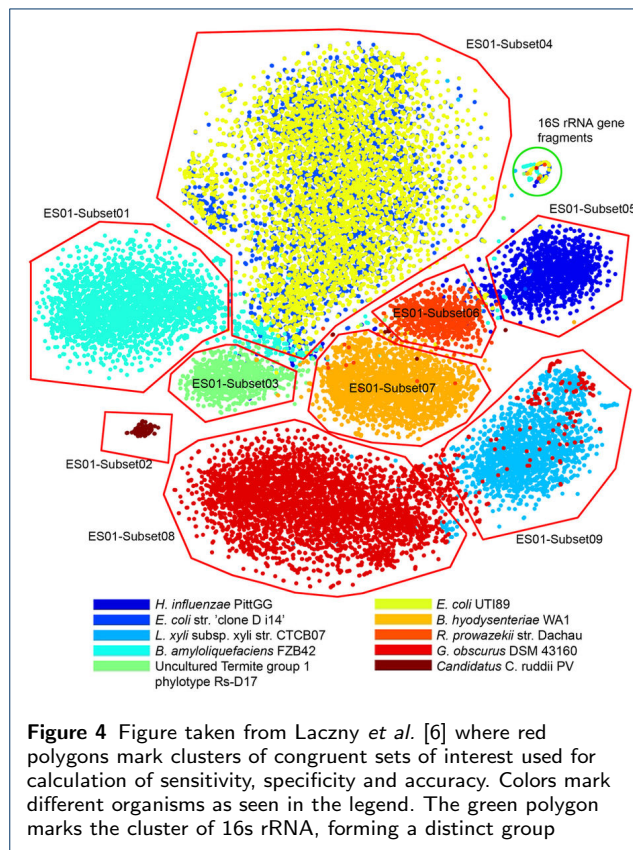 ES01-Subset04
16S rRNA gene
fragments
ES01-Subset05
ES01-Subset01
ES01-Subset06
ES01-Subset03
ES01-Subset07
ES01-Subset02
ES01-Subset08
ES01-Subset09
H. influenzae PittGG
E. coli str. 'clone D i14'
L. xyli subsp. xyli str. CTCB07
B. amyloliquefaciens FZB42
Uncultured Termite group 1
phylotype Rs-D17
E. coli UTI89
B. hyodysenteriae WA1
R. prowazekii str. Dachau
G. obscurus DSM 43160
Candidatus C. ruddii PV
Figure 4 Figure taken from Laczny et al. [6] where red
polygons mark clusters of congruent sets of interest used for
calculation of sensitivity, specificity and accuracy. Colors mark
different organisms as seen in the legend. The green polygon
marks the cluster of 16s rRNA, forming a distinct group